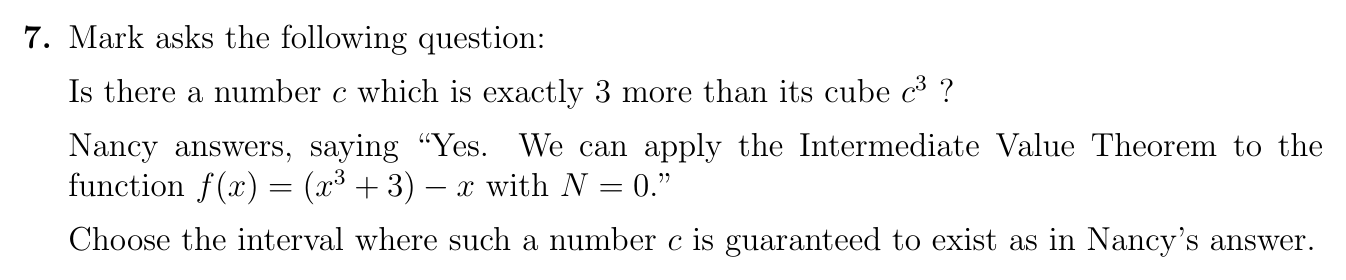 7. Mark asks the following question:
Is there a number c which is exactly 3 more than its cube c³ ?
Nancy answers, saying “Yes. We can apply the Intermediate Value Theorem to the
function f(x) = (x³ + 3) − x with N = 0.”
Choose the interval where such a number c is guaranteed to exist as in Nancy’s answer.